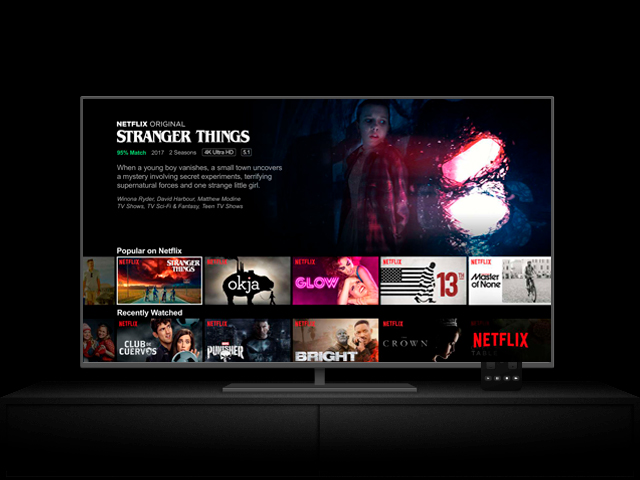 NETFLIX ORIGINAL
STRANGER THINGS
95% Match 2017 2 Seasons 4K Ultra HD 5.1
When a young boy vanishes, a small town uncovers
a mystery involving secret experiments, terrifying
supernatural forces and one strange little girl.
Winona Ryder, David Harbour, Matthew Modine
TV Shows, TV Sci-Fi & Fantasy, Teen TV Shows
Popular on Netflix
NETFLIX
STRANGER THINGS
NETFLIX
okja
NETFLIX
GLOW
NETFLIX
13TH
NETFLIX
Master of None
Recently Watched
NETFLIX
CLUB DE CUERVOS
NETFLIX
MARVEL
PUNISHER
NETFLIX
BRIGHT
NETFLIX
THE
CROWN
NETFLIX